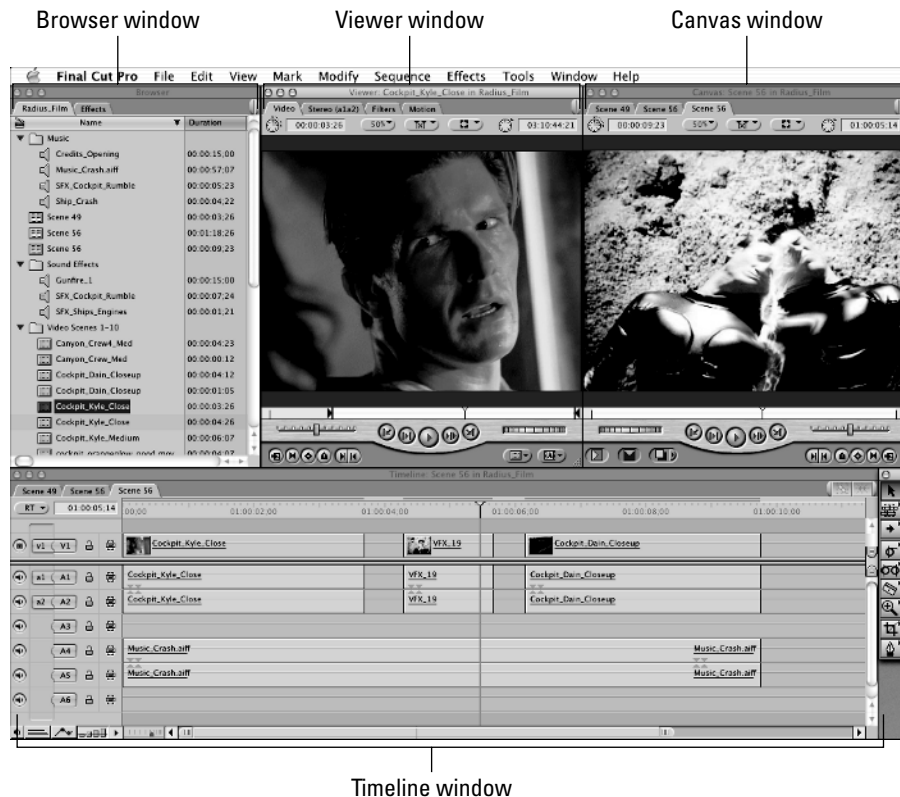 Browser window Viewer window Canvas window
Final Cut Pro File Edit View Mark Modify Sequence Effects Tools Window Help
Browser
Radius_Film Effects
Name Duration
Music
Credits_Opening 00:00:15;00
Music_Crash.aiff 00:00:57;07
SFX_Cockpit_Rumble 00:00:05;23
Ship_Crash 00:00:04;22
Scene 49 00:00:03;26
Scene 56 00:01:18;26
Scene 56 00:00:09;23
Sound Effects
Gunfire_1 00:00:15;00
SFX_Cockpit_Rumble 00:00:07;24
SFX_Ships_Engines 00:00:01;21
Video Scenes 1-10
Canyon_Crew4_Med 00:00:04;23
Canyon_Crew_Med 00:00:00;12
Cockpit_Dain_Closeup 00:00:04;12
Cockpit_Dain_Closeup 00:00:01;05
Cockpit_Kyle_Close 00:00:03;26
Cockpit_Kyle_Close 00:00:04;26
Cockpit_Kyle_Medium 00:00:06;07
Viewer: Cockpit_Kyle_Close in Radius_Film
Video Stereo (a1a2) Filters Motion
00:00:03;26 50% 03:10:44;21
Canvas: Scene 56 in Radius_Film
Scene 49 Scene 56 Scene 56
00:00:09;23 50% 01:00:05;14
Timeline: Scene 56 in Radius_Film
Scene 49 Scene 56 Scene 56
RT 01:00:05;14 00;00 01:00:02;00 01:00:04;00 01:00:06;00 01:00:08;00 01:00:10;00
v1 V1 Cockpit_Kyle_Close VFX_19 Cockpit_Dain_Closeup
a1 A1 Cockpit_Kyle_Close VFX_19 Cockpit_Dain_Closeup
a2 A2 Cockpit_Kyle_Close VFX_19 Cockpit_Dain_Closeup
A3
A4 Music_Crash.aiff Music_Crash.aiff
A5 Music_Crash.aiff Music_Crash.aiff
A6
Timeline window